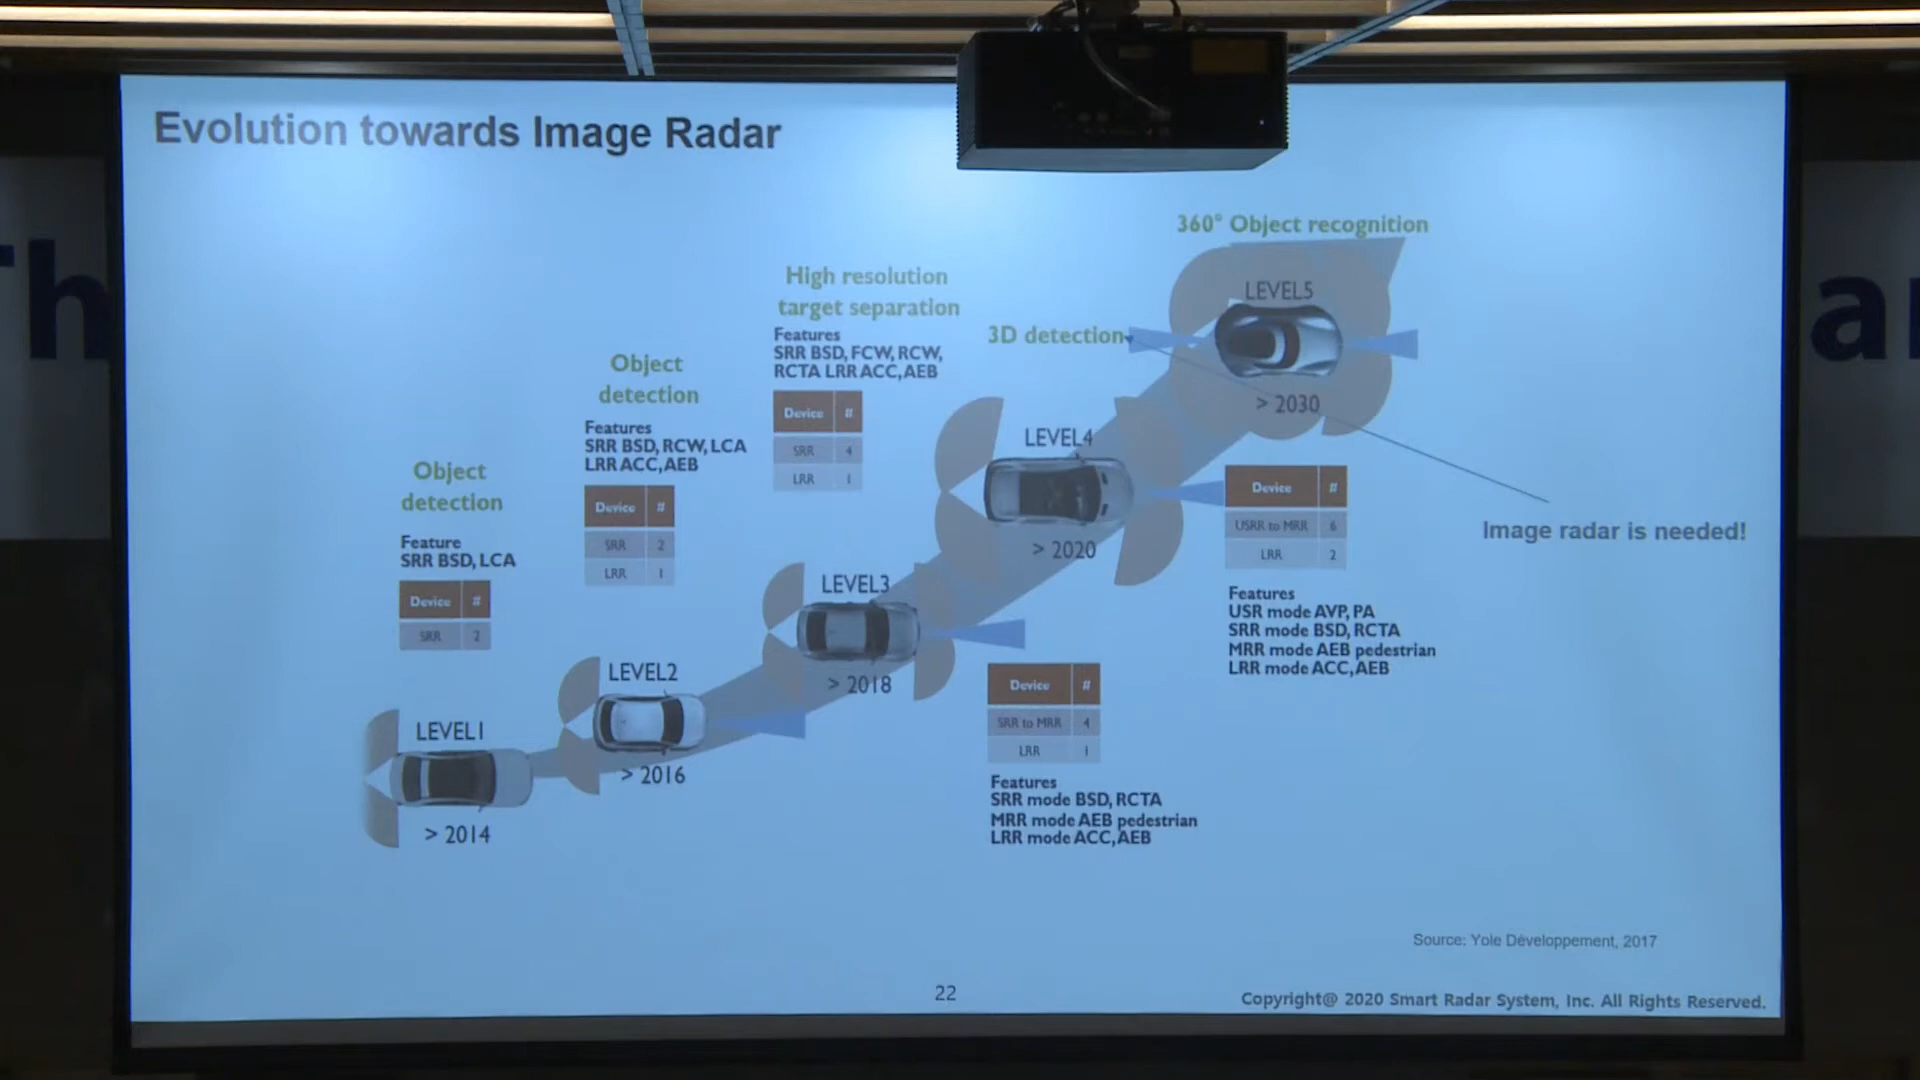 Evolution towards Image Radar
360° Object recognition
LEVEL5
> 2030
High resolution
target separation
Features
SRR BSD, FCW, RCW,
RCTA LRR ACC, AEB
Device #
SRR 4
LRR 1
3D detection
LEVEL4
> 2020
Object
detection
Features
SRR BSD, RCW, LCA
LRR ACC, AEB
Device #
SRR 2
LRR 1
Device #
USRR to MRR 6
LRR 2
Features
USR mode AVP, PA
SRR mode BSD, RCTA
MRR mode AEB pedestrian
LRR mode ACC, AEB
Image radar is needed!
Object
detection
Feature
SRR BSD, LCA
Device #
SRR 2
LEVEL3
> 2018
LEVEL2
> 2016
LEVEL1
> 2014
Device #
SRR to MRR 4
LRR 1
Features
SRR mode BSD, RCTA
MRR mode AEB pedestrian
LRR mode ACC, AEB
Source: Yole Développement, 2017
22
Copyright@ 2020 Smart Radar System, Inc. All Rights Reserved.